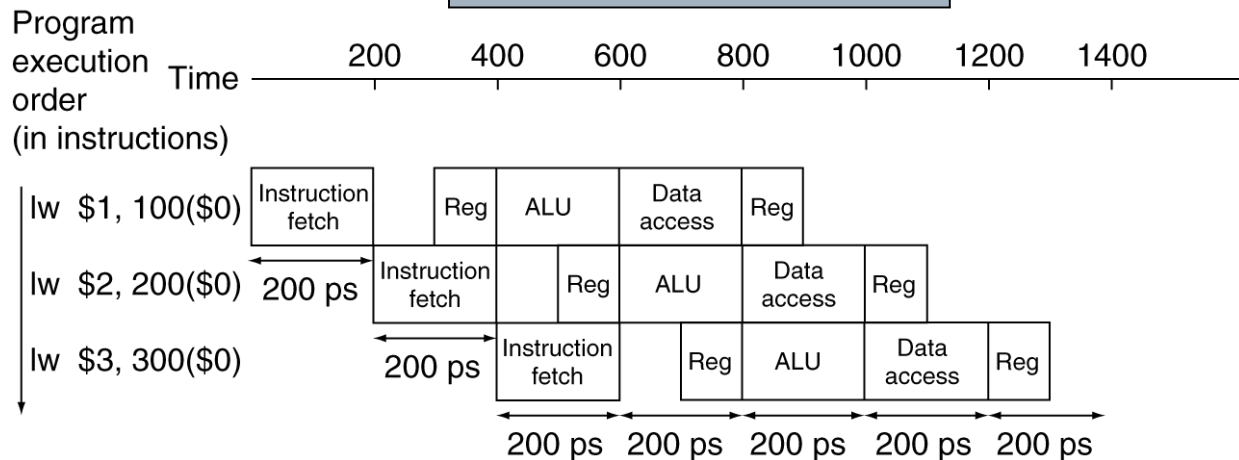 Program
execution
order
(in instructions)
Time
200 400 600 800 1000 1200 1400
lw $1, 100($0)
Instruction
fetch
Reg
ALU
Data
access
Reg
200 ps
lw $2, 200($0)
Instruction
fetch
Reg
ALU
Data
access
Reg
200 ps
lw $3, 300($0)
Instruction
fetch
Reg
ALU
Data
access
Reg
200 ps 200 ps 200 ps 200 ps 200 ps